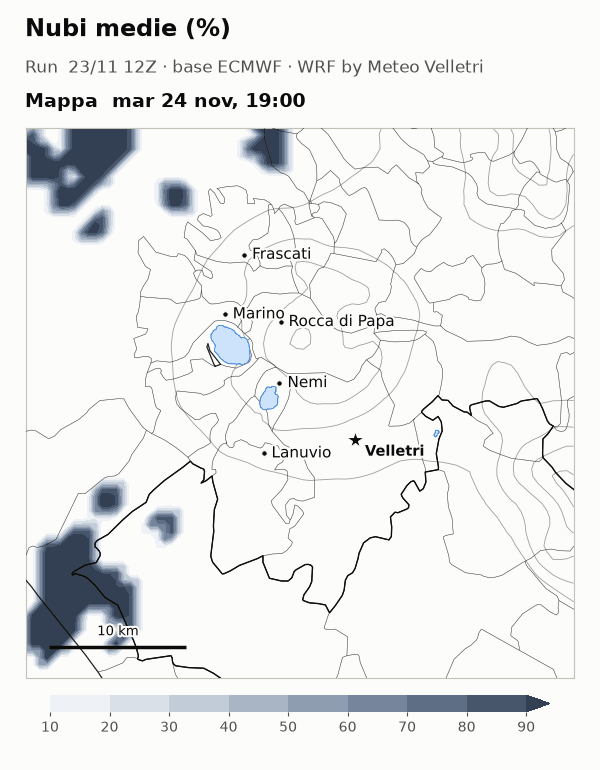 Nubi medie (%)
Run  23/11 12Z · base ECMWF · WRF by Meteo Velletri
Mappa  mar 24 nov, 19:00
Frascati
Marino
Rocca di Papa
Nemi
Velletri
Lanuvio
10 km
10 20 30 40 50 60 70 80 90